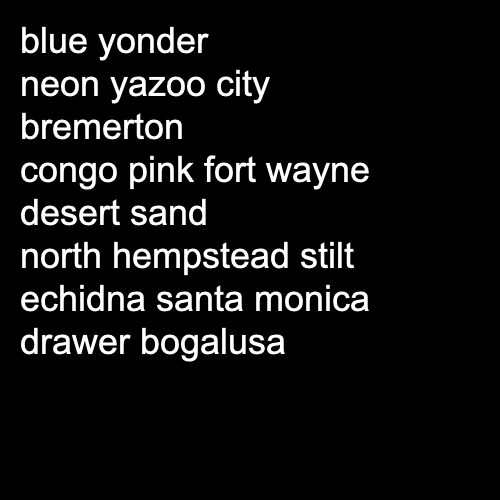 blue yonder
neon yazoo city
bremerton
congo pink fort wayne
desert sand
north hempstead stilt
echidna santa monica
drawer bogalusa